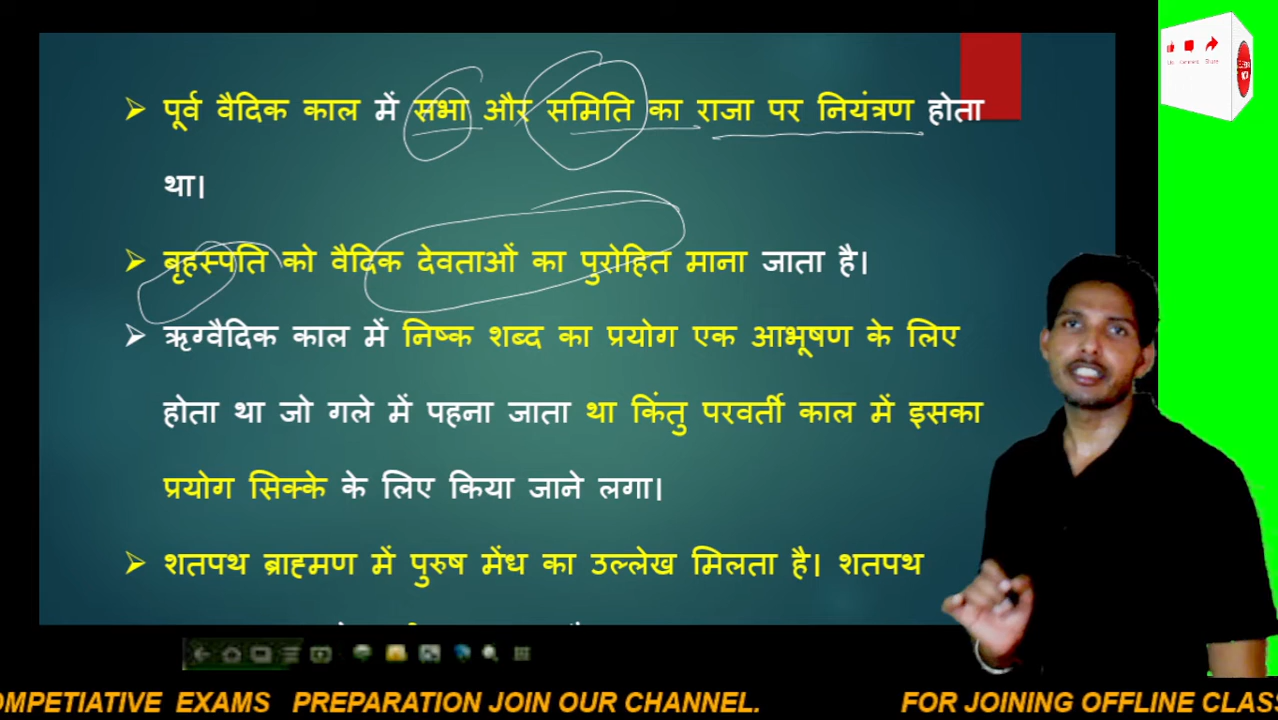 पूर्व वैदिक काल में सभा और समिति का राजा पर नियंत्रण होता
था।
बृहस्पति को वैदिक देवताओं का पुरोहित माना जाता है।
ऋग्वैदिक काल में निष्क शब्द का प्रयोग एक आभूषण के लिए
होता था जो गले में पहना जाता था किंतु परवर्ती काल में इसका
प्रयोग सिक्के के लिए किया जाने लगा।
शतपथ ब्राह्मण में पुरुष मेंध का उल्लेख मिलता है। शतपथ
OMPETIATIVE EXAMS PREPARATION JOIN OUR CHANNEL. FOR JOINING OFFLINE CLAS